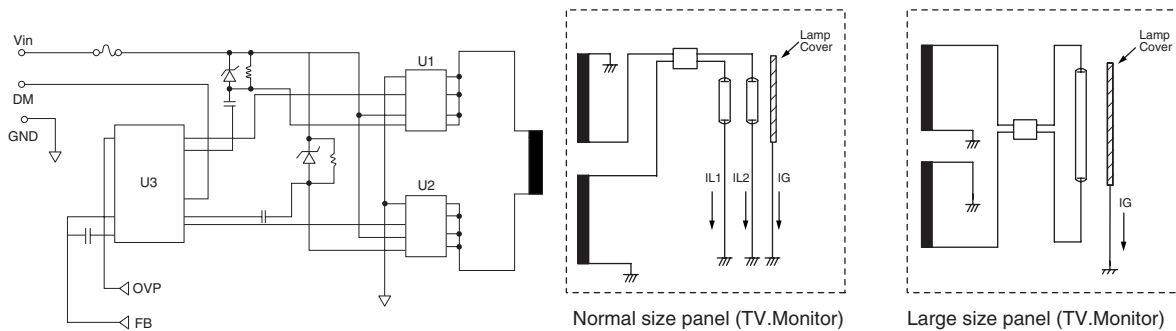 Vin
DM
GND
U3
OVP
FB
U1
U2
Lamp
Cover
IL1
IL2
IG
Normal size panel (TV.Monitor)
Lamp
Cover
IG
Large size panel (TV.Monitor)